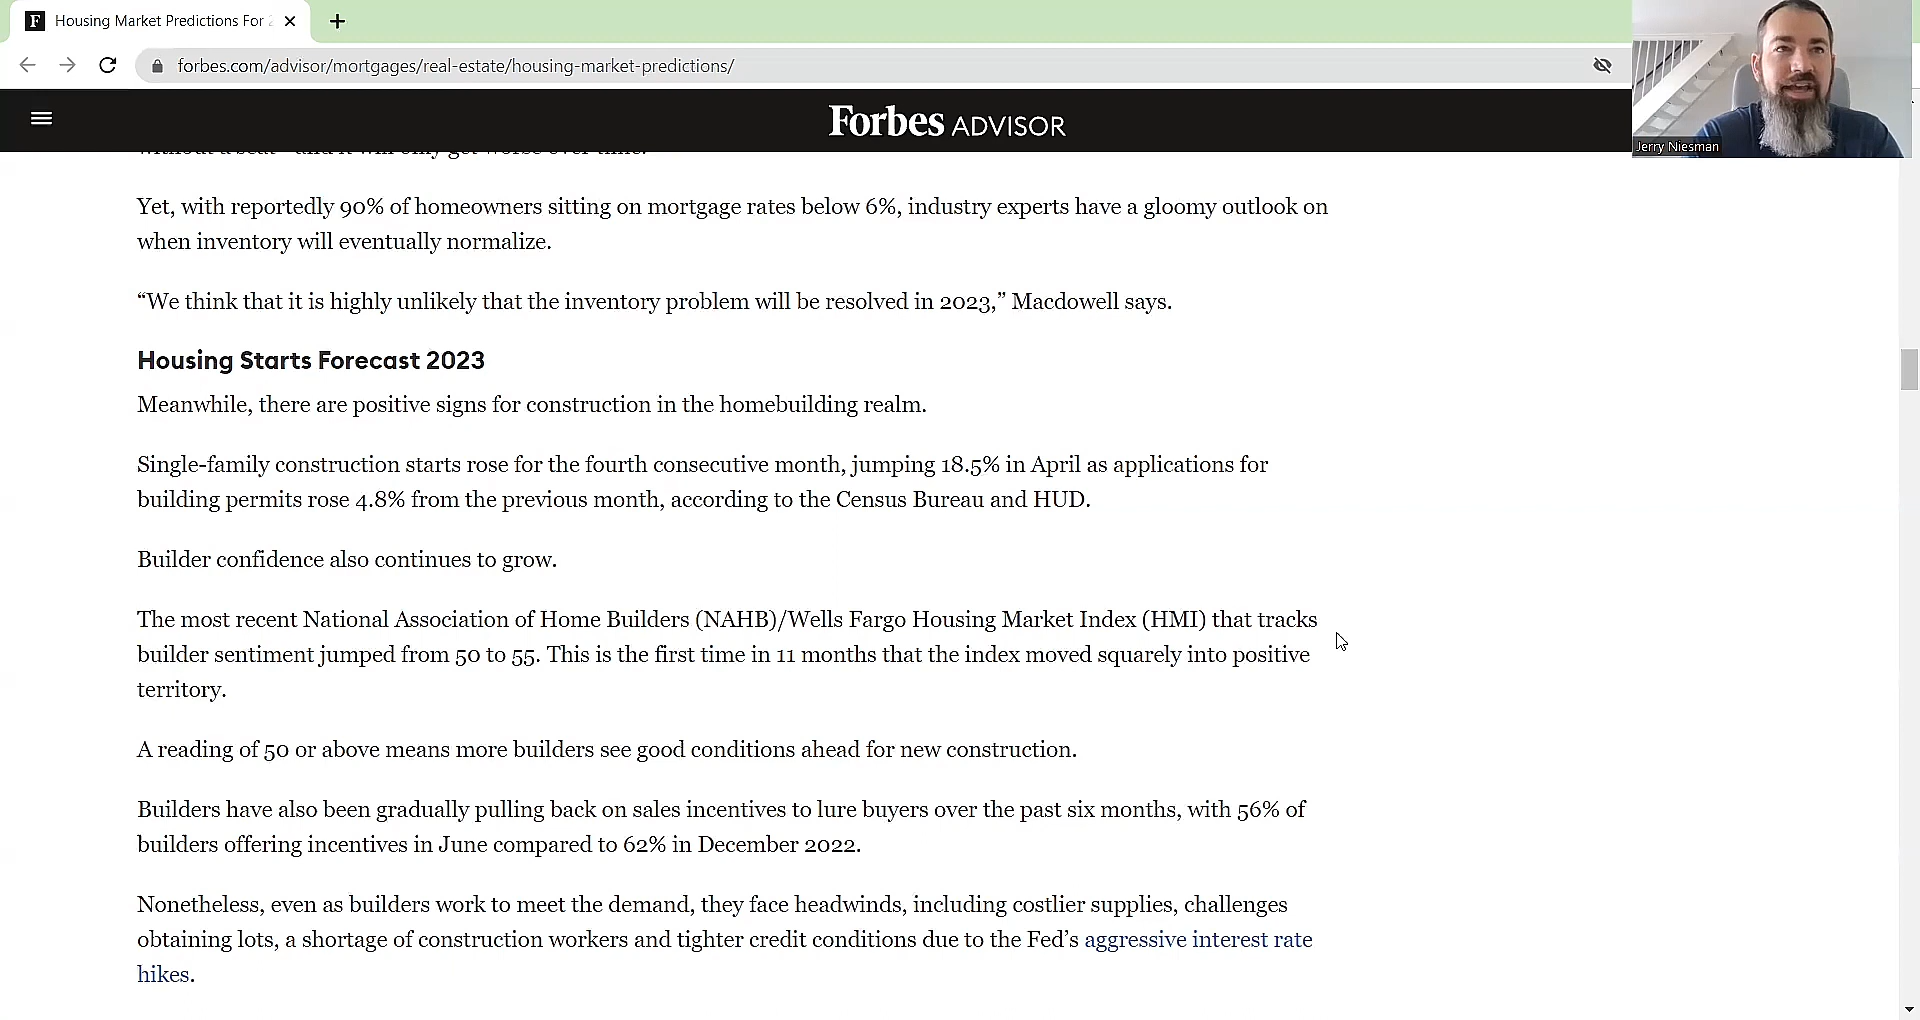 Housing Market Predictions For 2
forbes.com/advisor/mortgages/real-estate/housing-market-predictions/
Forbes ADVISOR
Jerry Niesman
without a seat—and it will only get worse over time.
Yet, with reportedly 90% of homeowners sitting on mortgage rates below 6%, industry experts have a gloomy outlook on
when inventory will eventually normalize.
“We think that it is highly unlikely that the inventory problem will be resolved in 2023,” Macdowell says.
Housing Starts Forecast 2023
Meanwhile, there are positive signs for construction in the homebuilding realm.
Single-family construction starts rose for the fourth consecutive month, jumping 18.5% in April as applications for
building permits rose 4.8% from the previous month, according to the Census Bureau and HUD.
Builder confidence also continues to grow.
The most recent National Association of Home Builders (NAHB)/Wells Fargo Housing Market Index (HMI) that tracks
builder sentiment jumped from 50 to 55. This is the first time in 11 months that the index moved squarely into positive
territory.
A reading of 50 or above means more builders see good conditions ahead for new construction.
Builders have also been gradually pulling back on sales incentives to lure buyers over the past six months, with 56% of
builders offering incentives in June compared to 62% in December 2022.
Nonetheless, even as builders work to meet the demand, they face headwinds, including costlier supplies, challenges
obtaining lots, a shortage of construction workers and tighter credit conditions due to the Fed’s aggressive interest rate
hikes.